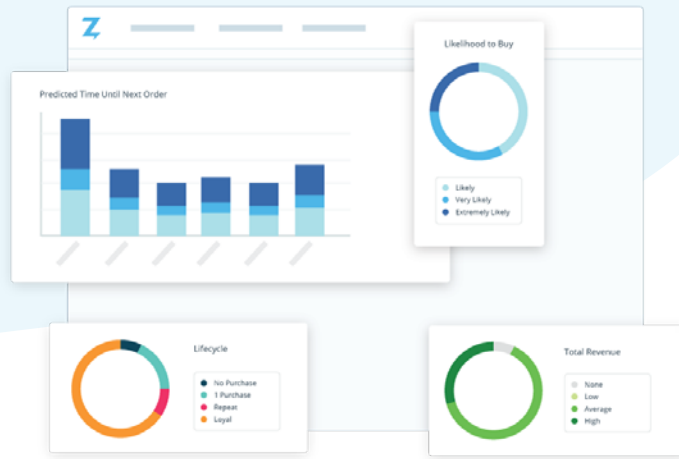 Likelihood to Buy
Likely
Very Likely
Extremely Likely
Predicted Time Until Next Order
Lifecycle
No Purchase
1 Purchase
Repeat
Loyal
Total Revenue
None
Low
Average
High